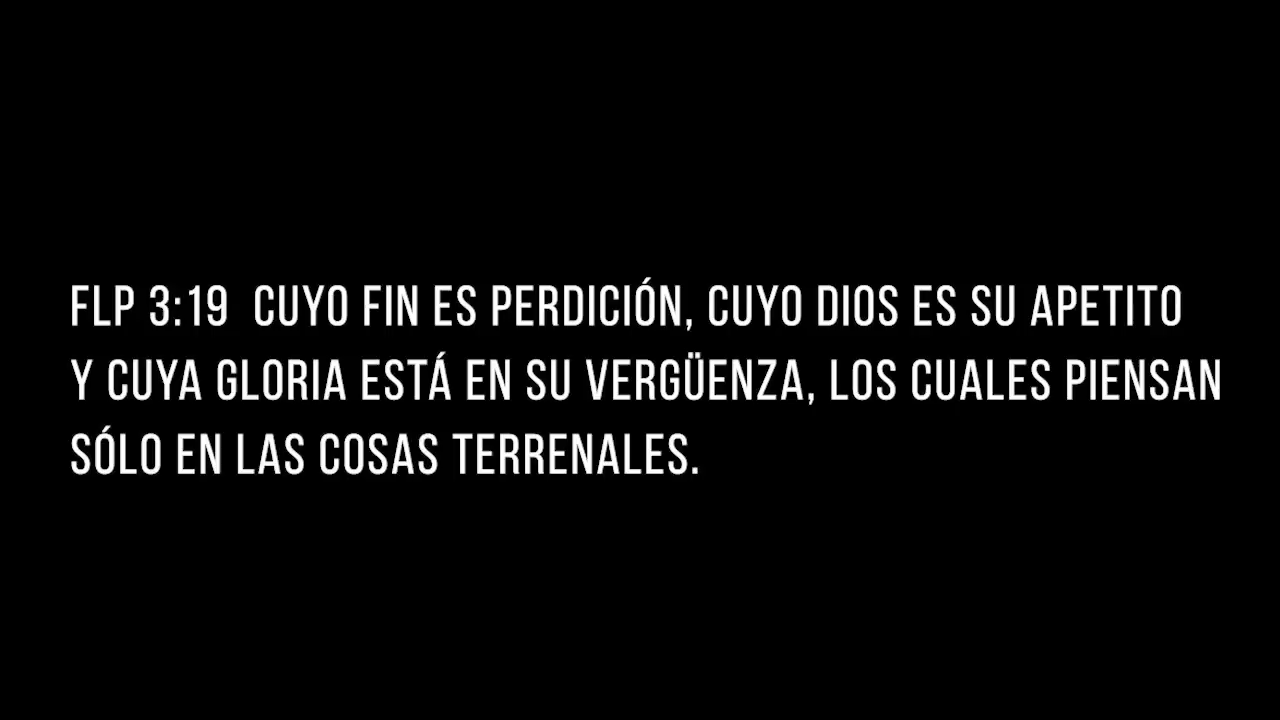 FLP 3:19 CUYO FIN ES PERDICIÓN, CUYO DIOS ES SU APETITO
Y CUYA GLORIA ESTÁ EN SU VERGÜENZA, LOS CUALES PIENSAN
SÓLO EN LAS COSAS TERRENALES.